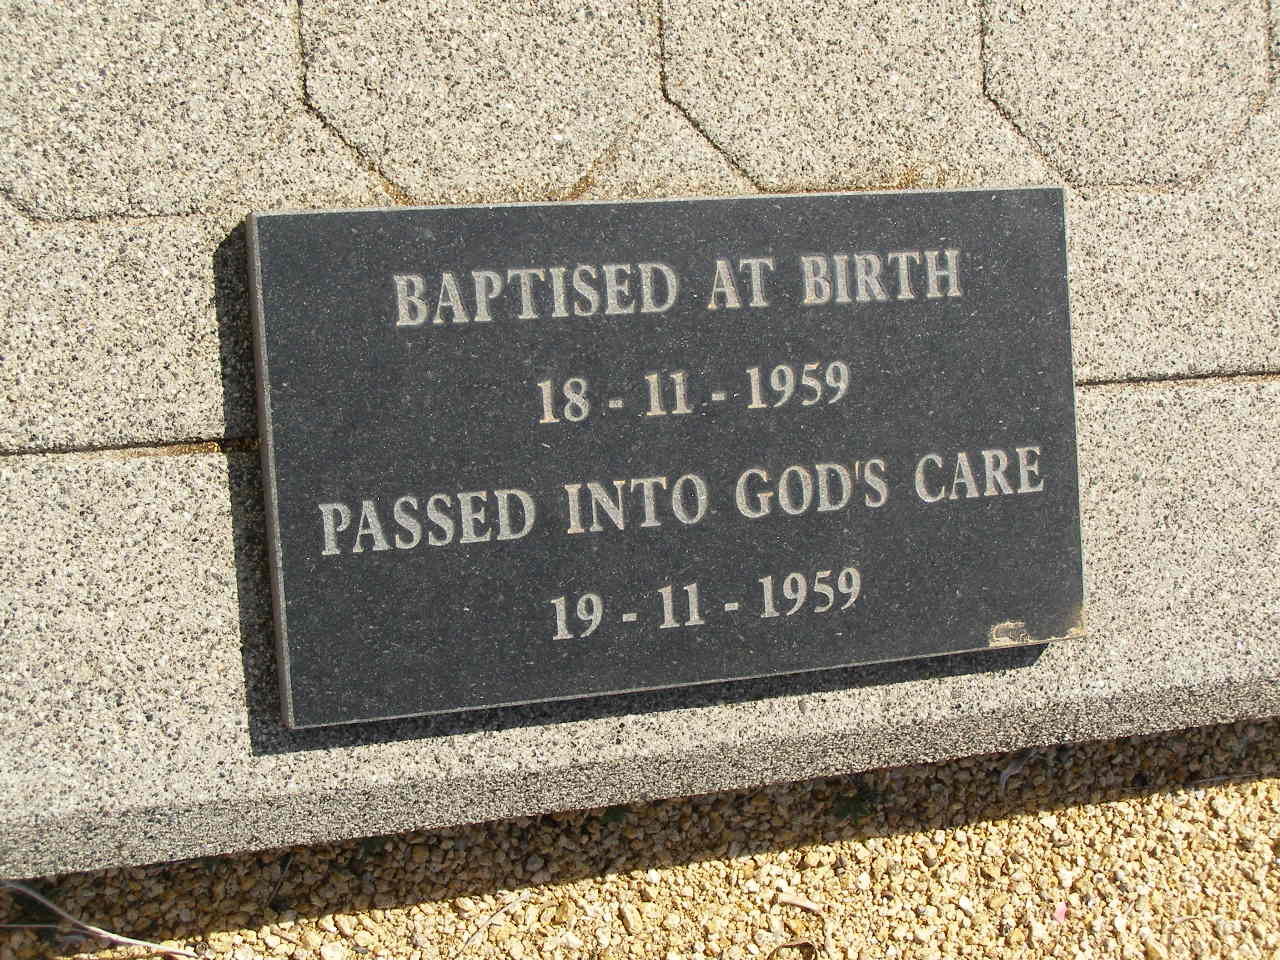 BAPTISED AT BIRTH
18 - 11 - 1959
PASSED INTO GOD'S CARE
19 - 11 - 1959